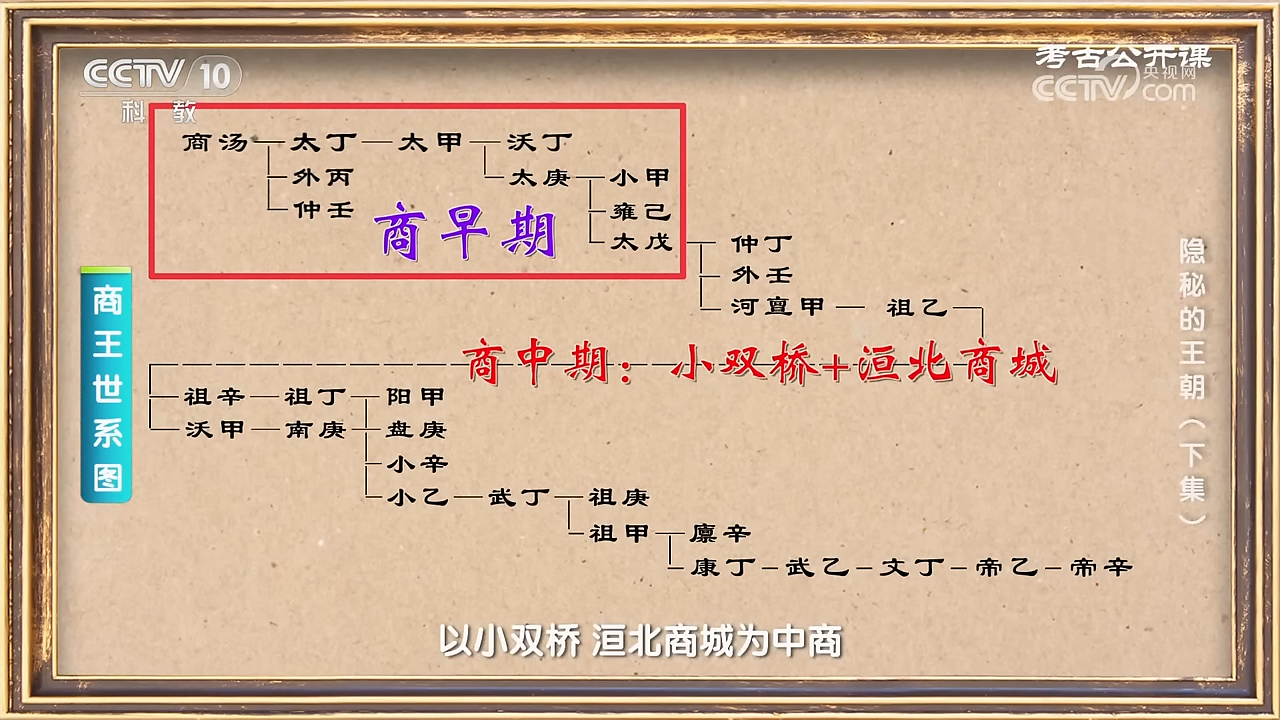 考古公开课
CCTV 10
科教
央视网
CCTV.com
商汤 太丁 太甲 沃丁
外丙 太庚 小甲
仲壬 雍己
商早期
太戊 仲丁
外壬
河亶甲 祖乙
商中期：小双桥+洹北商城
祖辛 祖丁 阳甲
沃甲 南庚 盘庚
小辛
小乙 武丁 祖庚
祖甲 廪辛
康丁 武乙 文丁 帝乙 帝辛
商王世系图
隐秘的王朝（下集）
以小双桥 洹北商城为中商